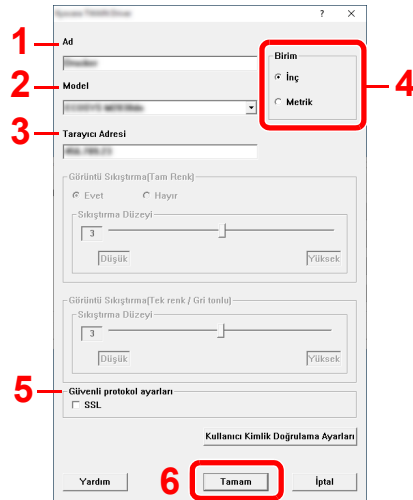 ?
1
Ad
2
Model
3
Tarayıcı Adresi
Birim
İnç
Metrik
4
Görüntü Sıkıştırma(Tam Renk)
Evet Hayır
Sıkıştırma Düzeyi
3
Düşük Yüksek
Görüntü Sıkıştırma(Tek renk / Gri tonlu)
Sıkıştırma Düzeyi
3
Düşük Yüksek
5
Güvenli protokol ayarları
SSL
Kullanıcı Kimlik Doğrulama Ayarları
Yardım 6 Tamam İptal